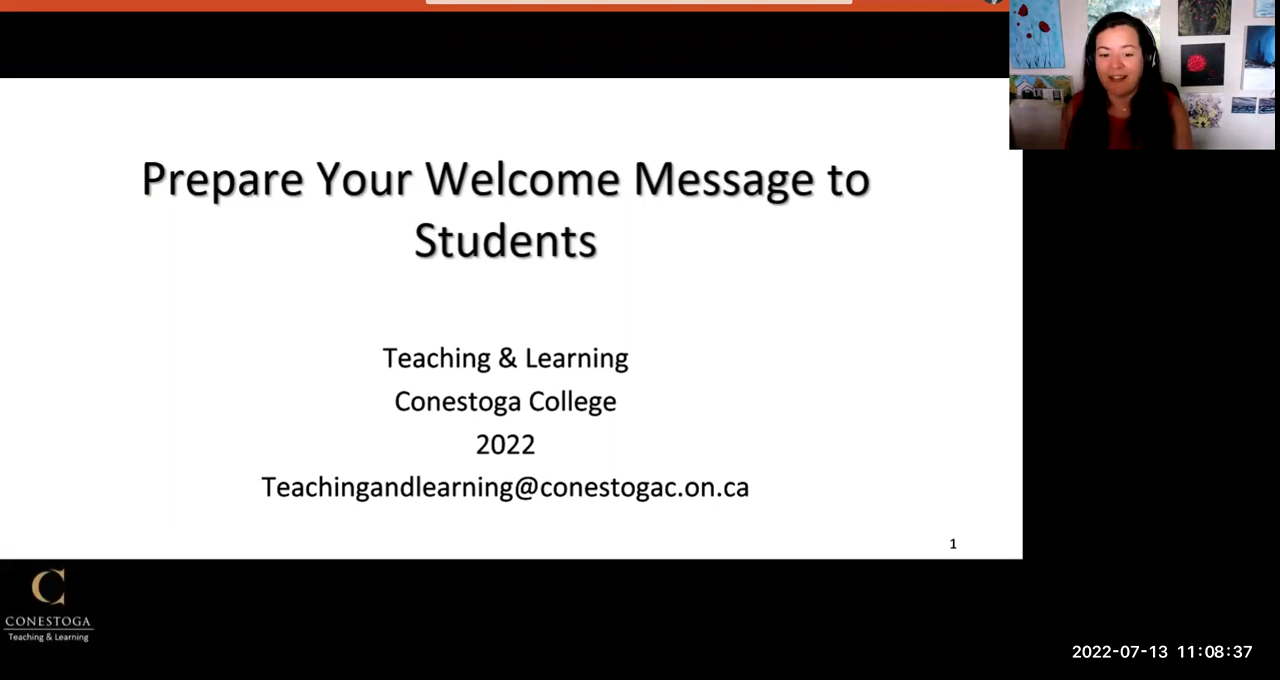 Prepare Your Welcome Message to
Students
Teaching & Learning
Conestoga College
2022
Teachingandlearning@conestogac.on.ca
1
C
CONESTOGA
Teaching & Learning
2022-07-13 11:08:37